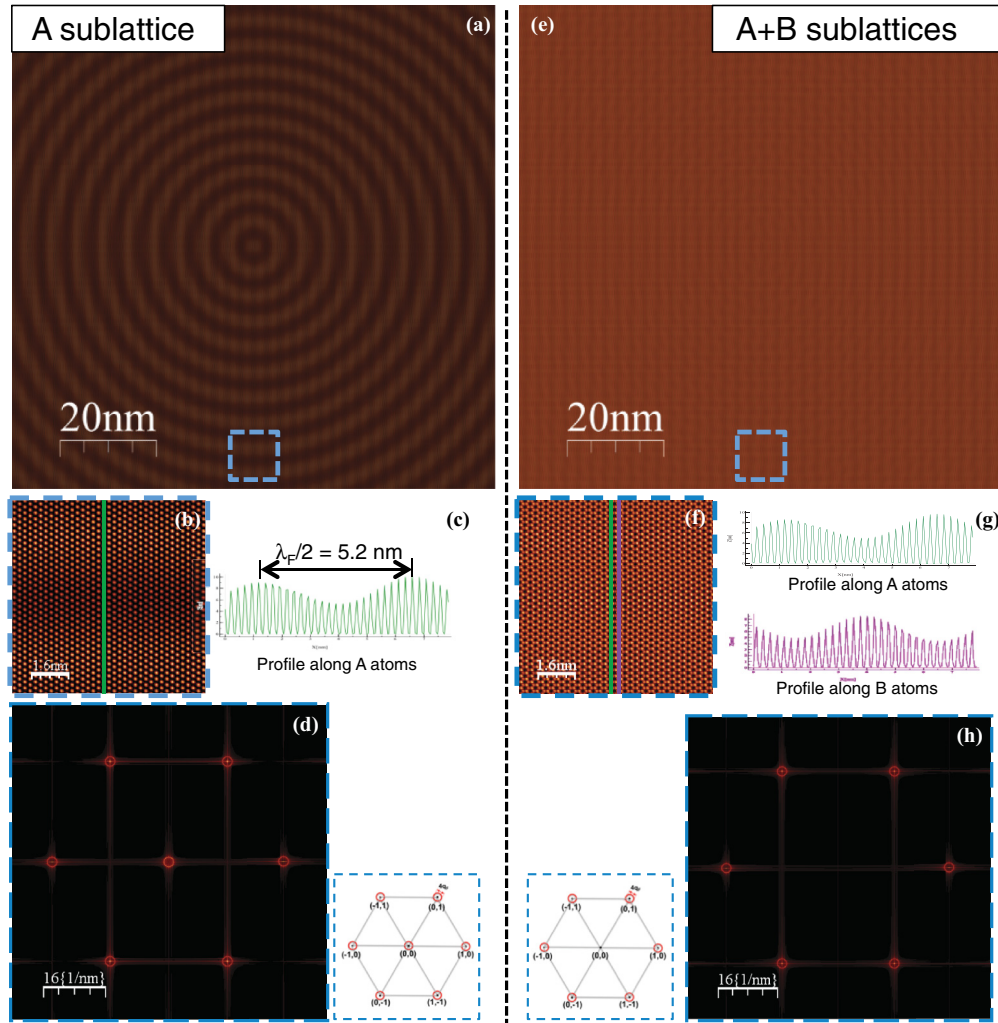 A sublattice
(a)
20nm
(e)
A+B sublattices
20nm
(b)
1.6nm
(c)
λF/2 = 5.2 nm
Profile along A atoms
(f)
1.6nm
(g)
Profile along A atoms
Profile along B atoms
(d)
16{1/nm}
(-1,1)
(0,1)
(-1,0)
(0,0)
(1,0)
(0,-1)
(1,-1)
(-1,1)
(0,1)
(-1,0)
(0,0)
(1,0)
(0,-1)
(1,-1)
(h)
16{1/nm}